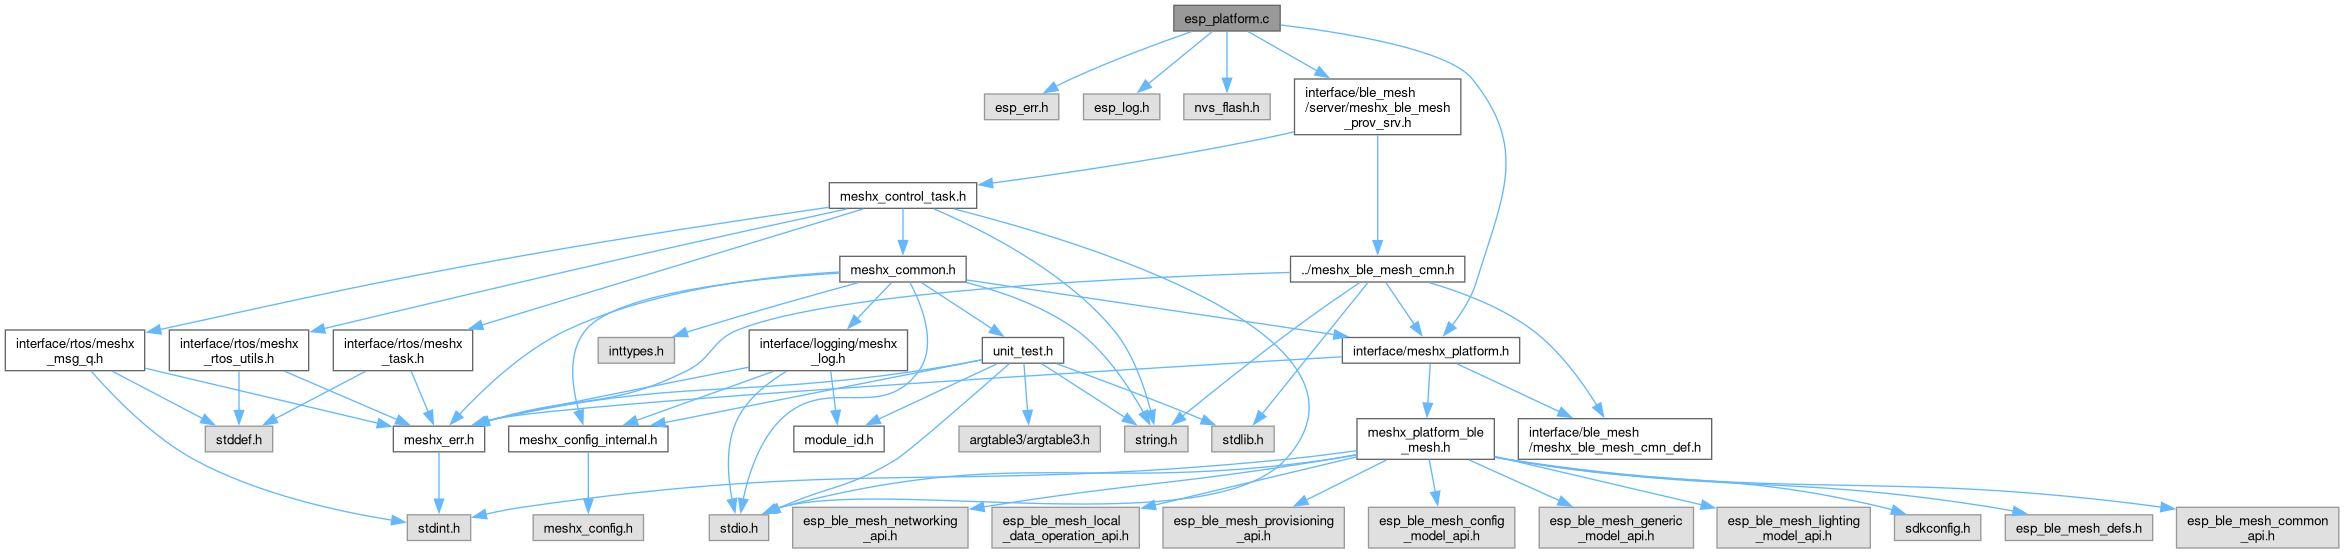 esp_platform.c
esp_err.h
esp_log.h
nvs_flash.h
interface/ble_mesh
/server/meshx_ble_mesh
_prov_srv.h
meshx_control_task.h
meshx_common.h
../meshx_ble_mesh_cmn.h
interface/rtos/meshx
_msg_q.h
interface/rtos/meshx
_rtos_utils.h
interface/rtos/meshx
_task.h
inttypes.h
interface/logging/meshx
_log.h
unit_test.h
interface/meshx_platform.h
stddef.h
meshx_err.h
meshx_config_internal.h
module_id.h
argtable3/argtable3.h
string.h
stdlib.h
meshx_platform_ble
_mesh.h
interface/ble_mesh
/meshx_ble_mesh_cmn_def.h
stdint.h
meshx_config.h
stdio.h
esp_ble_mesh_networking
_api.h
esp_ble_mesh_local
_data_operation_api.h
esp_ble_mesh_provisioning
_api.h
esp_ble_mesh_config
_model_api.h
esp_ble_mesh_generic
_model_api.h
esp_ble_mesh_lighting
_model_api.h
sdkconfig.h
esp_ble_mesh_defs.h
esp_ble_mesh_common
_api.h